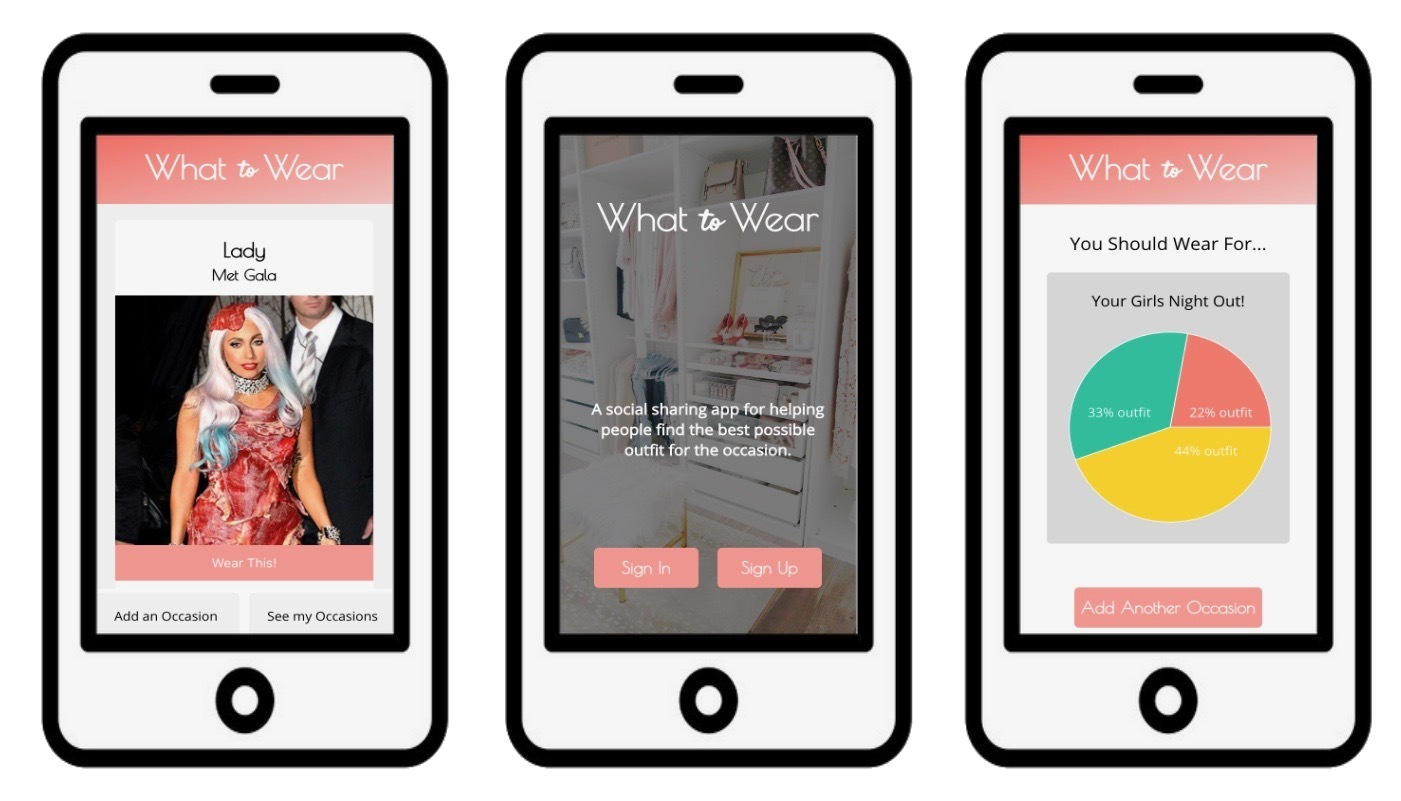 What to Wear
Lady
Met Gala
Wear This!
Add an Occasion
See my Occasions
What to Wear
A social sharing app for helping
people find the best possible
outfit for the occasion.
Sign In
Sign Up
What to Wear
You Should Wear For...
Your Girls Night Out!
33% outfit
22% outfit
44% outfit
Add Another Occasion